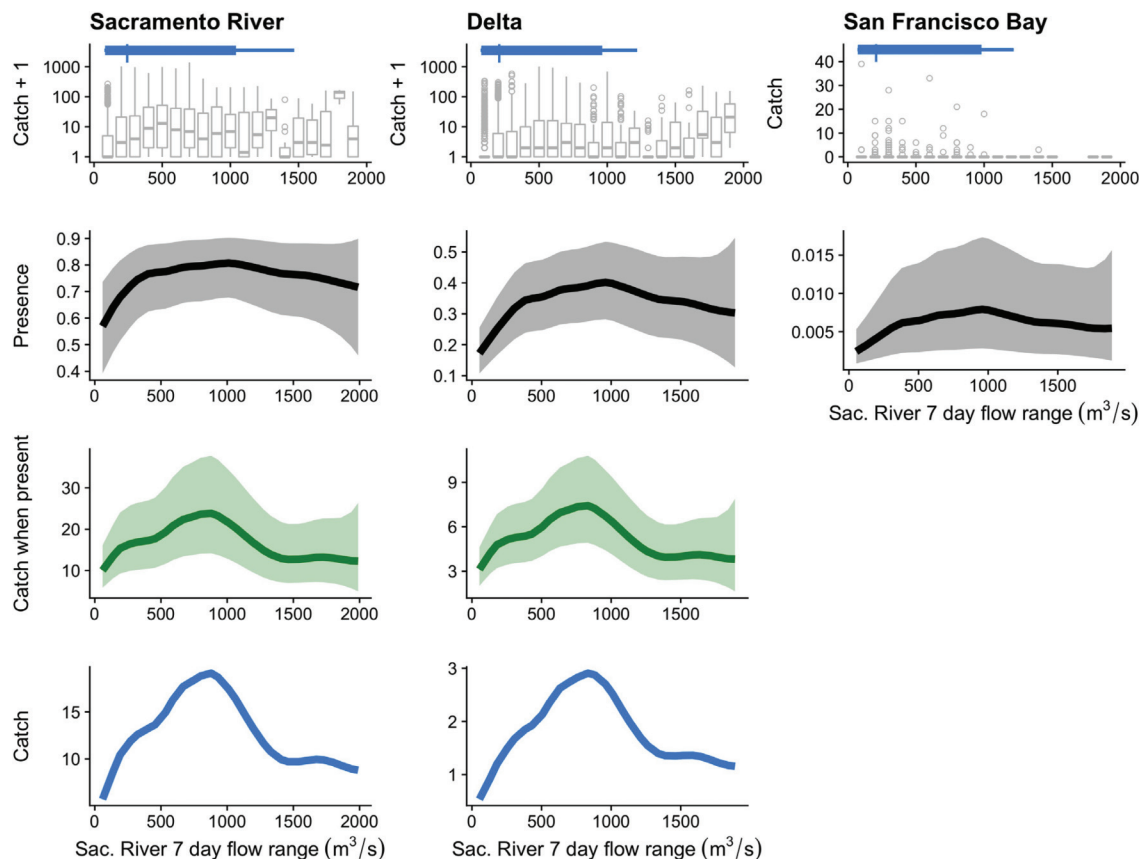 Sacramento River
Delta
San Francisco Bay
Catch + 1
1000
100
10
1
0 500 1000 1500 2000
Catch + 1
1000
100
10
1
0 500 1000 1500 2000
Catch
40
30
20
10
0
0 500 1000 1500 2000
Presence
0.9
0.8
0.7
0.6
0.5
0.4
0 500 1000 1500 2000
0.5
0.4
0.3
0.2
0.1
0 500 1000 1500
0.015
0.010
0.005
0 500 1000 1500
Sac. River 7 day flow range (m³/s)
Catch when present
30
20
10
0 500 1000 1500 2000
9
6
3
0 500 1000 1500
Catch
15
10
0 500 1000 1500 2000
Sac. River 7 day flow range (m³/s)
3
2
1
0 500 1000 1500
Sac. River 7 day flow range (m³/s)